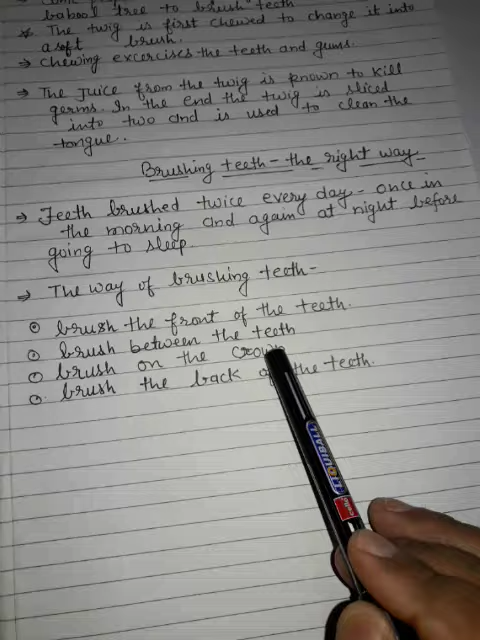 babool tree to brush teeth
* The twig is first chewed to change it into
a soft brush.
→ Chewing excercises the teeth and gums.
→ The juice from the twig is known to kill
germs. In the end the twig is sliced
into two and is used to clean the
tongue..
Brushing teeth - the right way
→ Teeth brushed twice every day - once in
the morning and again at night before
going to sleep.
⇒ The way of brushing teeth-
brush the front of the teeth.
brush between the teeth
brush on the crown
brush the back of the teeth.
cello